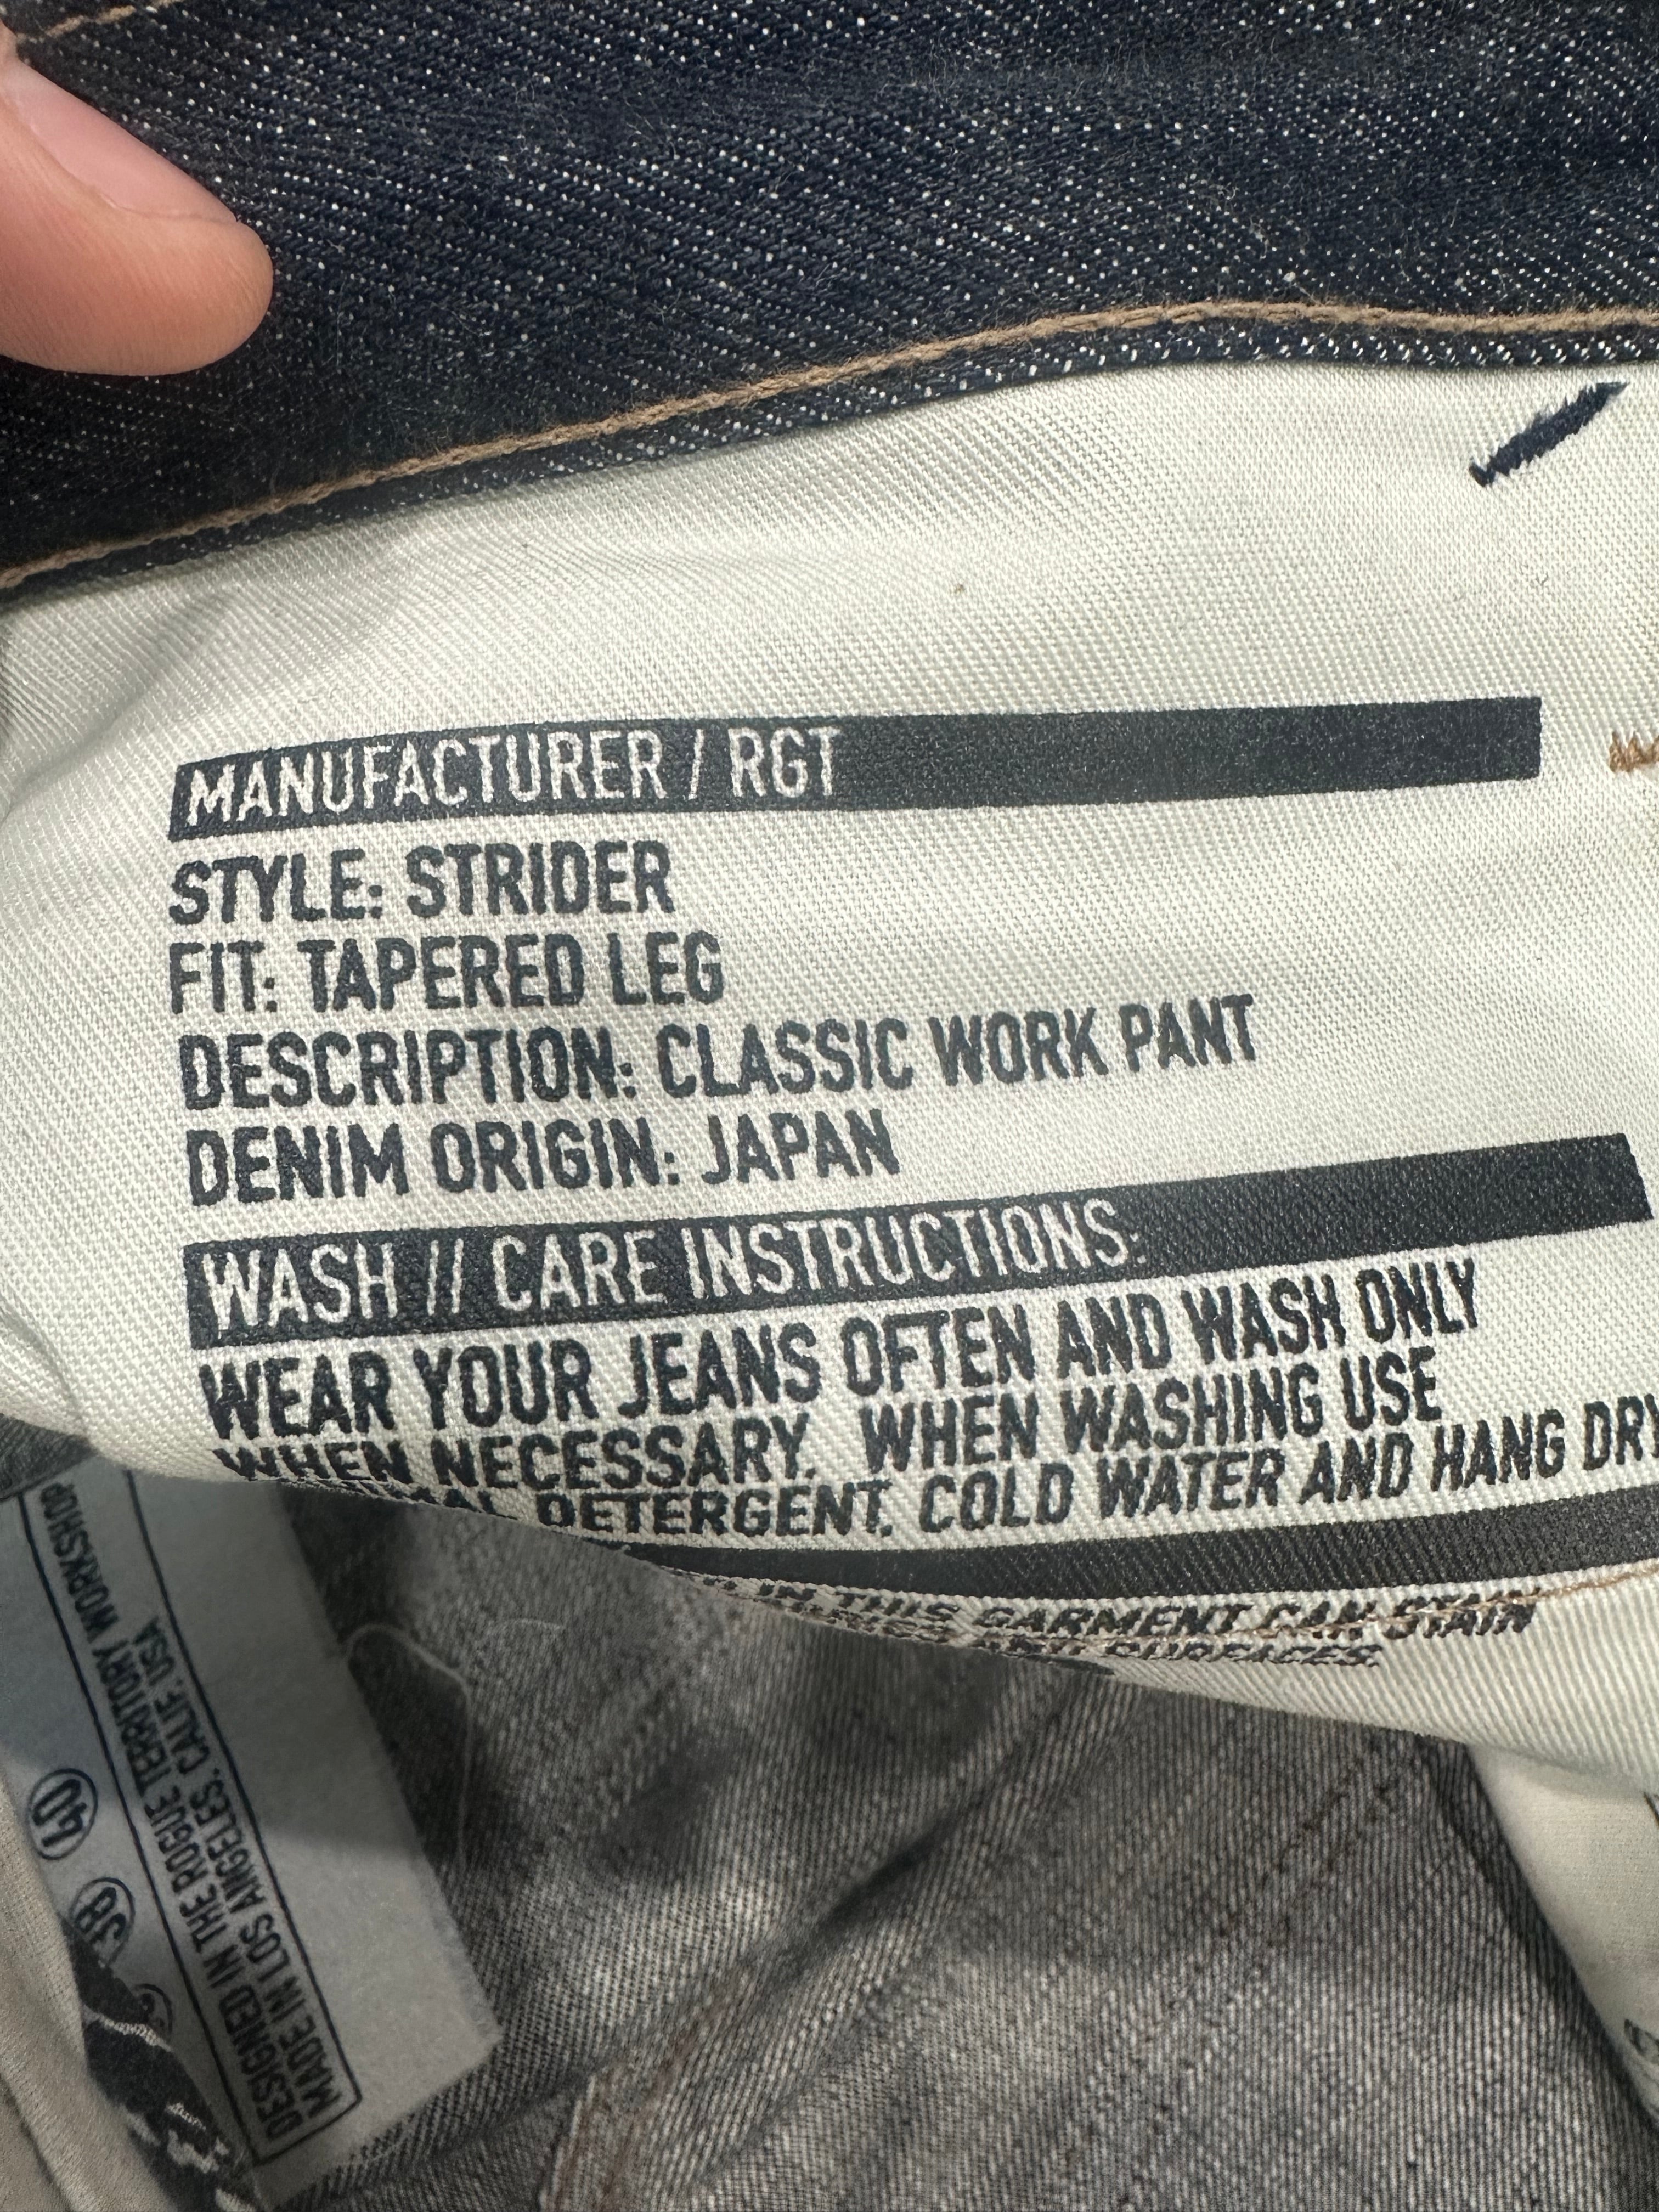 MANUFACTURER / RGT
STYLE: STRIDER
FIT: TAPERED LEG
DESCRIPTION: CLASSIC WORK PANT
DENIM ORIGIN: JAPAN
WASH // CARE INSTRUCTIONS:
WEAR YOUR JEANS OFTEN AND WASH ONLY
WHEN NECESSARY. WHEN WASHING USE
DETERGENT. COLD WATER AND HANG DRY
IN THIS GARMENT CAN STAIN
SURFACES.
40
38
DESIGNED IN THE ROGUE TERRITORY WORKSHOP
MADE IN LOS ANGELES, CALIF. USA